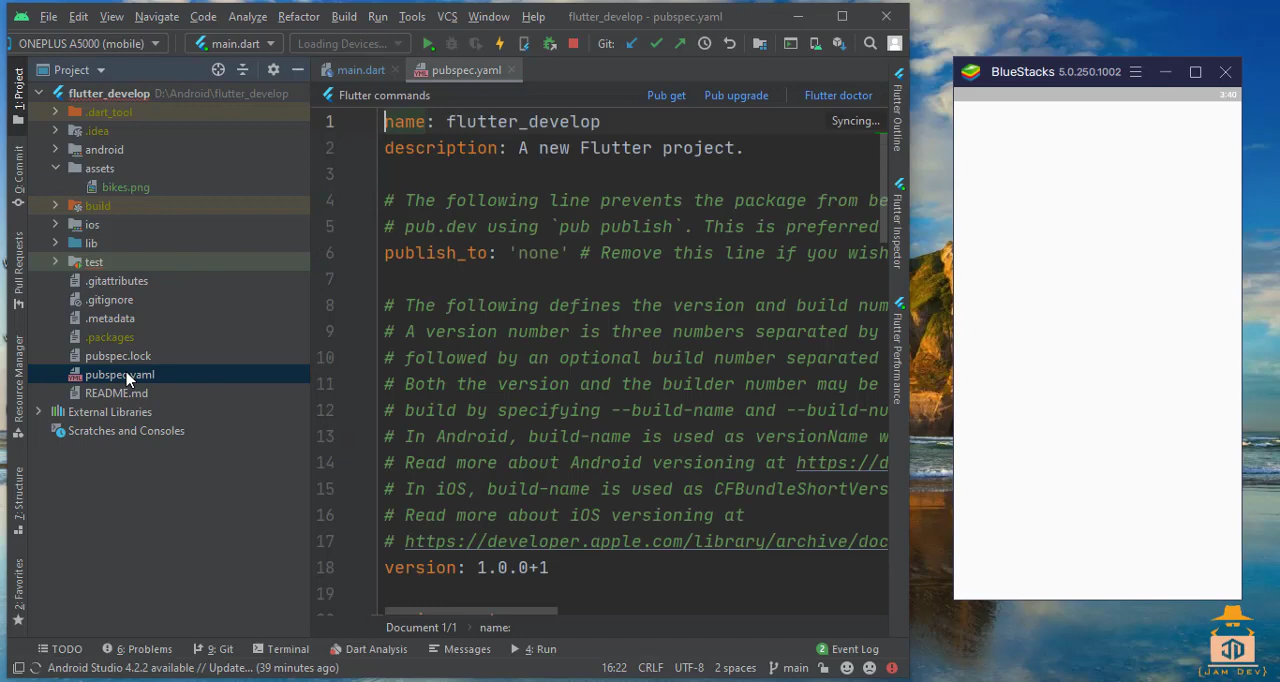 File Edit View Navigate Code Analyze Refactor Build Run Tools VCS Window Help flutter_develop - pubspec.yaml
ONEPLUS A5000 (mobile) main.dart Loading Devices... Git:
Project
main.dart
pubspec.yaml
flutter_develop D:\Android\flutter_develop
.dart_tool
.idea
android
assets
bikes.png
build
ios
lib
test
.gitattributes
.gitignore
.metadata
.packages
pubspec.lock
pubspec.yaml
README.md
External Libraries
Scratches and Consoles
1: Project
0: Commit
Pull Requests
Resource Manager
7: Structure
2: Favorites
Flutter commands Pub get Pub upgrade Flutter doctor
Syncing...
1 name: flutter_develop
2 description: A new Flutter project.
3
4 # The following line prevents the package from be
5 # pub.dev using `pub publish`. This is preferred
6 publish_to: 'none' # Remove this line if you wish
7
8 # The following defines the version and build num
9 # A version number is three numbers separated by
10 # followed by an optional build number separated
11 # Both the version and the builder number may be
12 # build by specifying --build-name and --build-nu
13 # In Android, build-name is used as versionName w
14 # Read more about Android versioning at https://d
15 # In iOS, build-name is used as CFBundleShortVers
16 # Read more about iOS versioning at
17 # https://developer.apple.com/library/archive/doc
18 version: 1.0.0+1
19
Document 1/1 name:
Flutter Outline
Flutter Inspector
Flutter Performance
TODO 6: Problems 9: Git Terminal Dart Analysis Messages 4: Run 2 Event Log
Android Studio 4.2.2 available // Update... (39 minutes ago) 16:22 CRLF UTF-8 2 spaces main
BlueStacks 5.0.250.1002
3:40
JD
{JAM DEV}